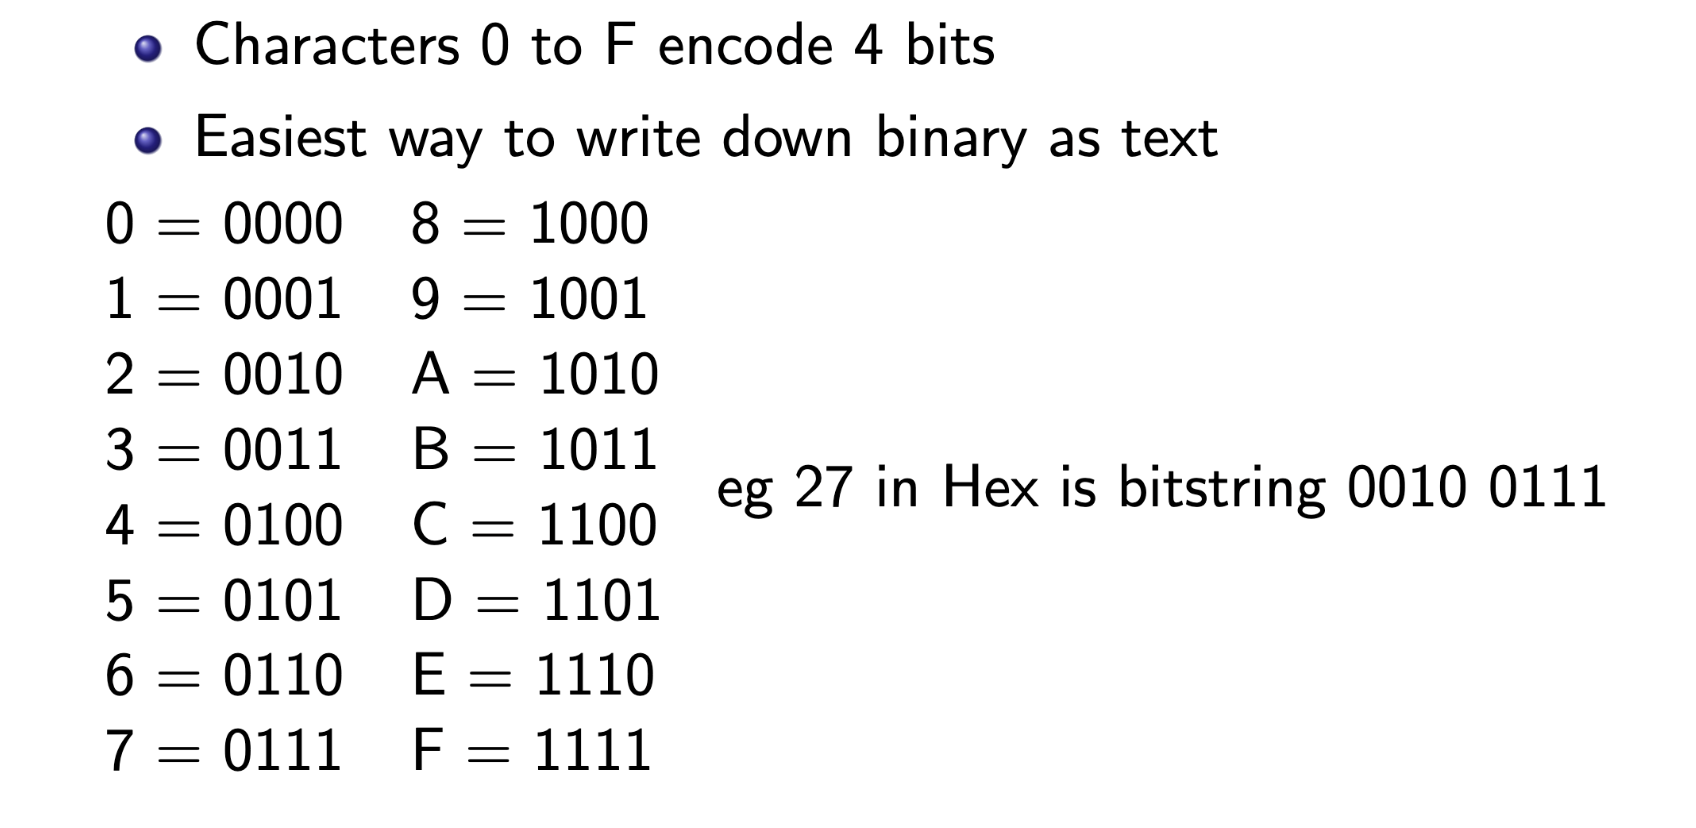 Characters 0 to F encode 4 bits
Easiest way to write down binary as text
0 = 0000 8 = 1000
1 = 0001 9 = 1001
2 = 0010 A = 1010
3 = 0011 B = 1011
eg 27 in Hex is bitstring 0010 0111
4 = 0100 C = 1100
5 = 0101 D = 1101
6 = 0110 E = 1110
7 = 0111 F = 1111